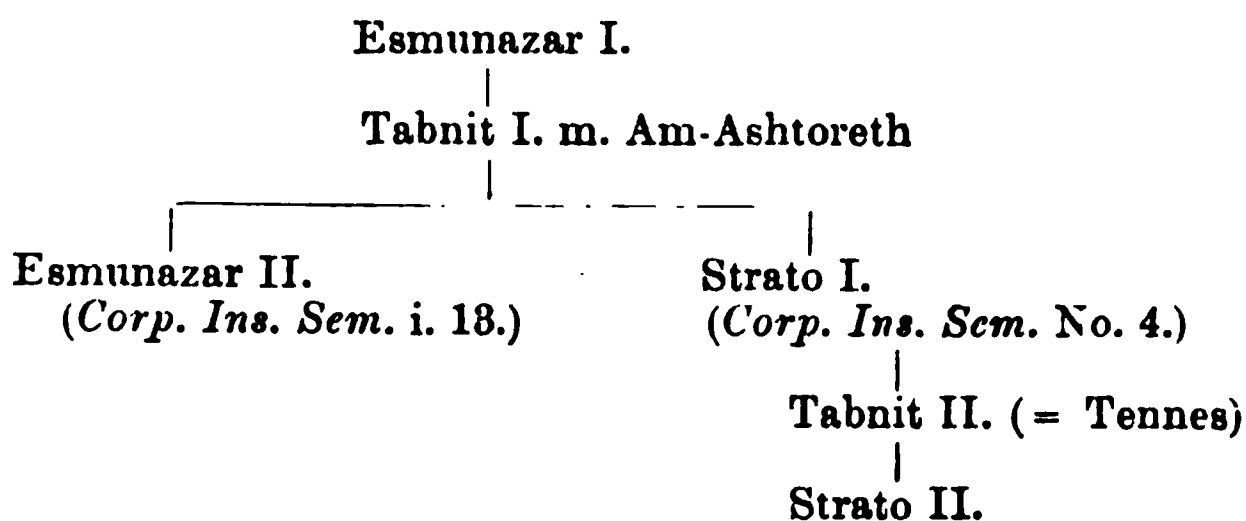 Esmunazar I.
Tabnit I. m. Am-Ashtoreth
Esmunazar II. Strato I.
(Corp. Ins. Sem. i. 13.) (Corp. Ins. Sem. No. 4.)
Tabnit II. (= Tennes)
Strato II.